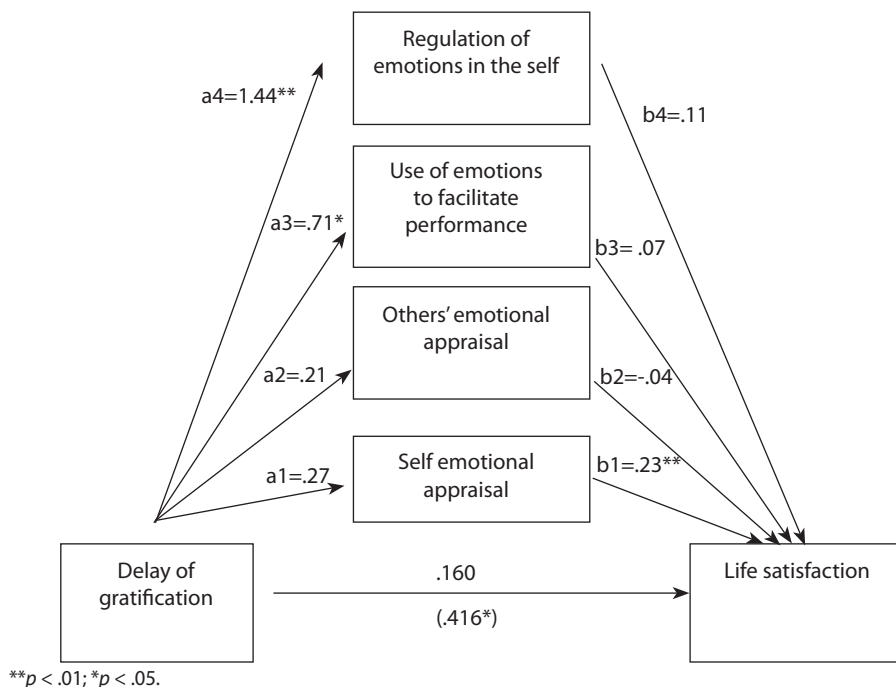 Regulation of
emotions in the self
a4=1.44**
b4=.11
Use of emotions
to facilitate
performance
a3=.71*
b3= .07
Others’ emotional
appraisal
a2=.21
b2=-.04
Self emotional
appraisal
a1=.27
b1=.23**
Delay of
gratification
.160
(.416*)
Life satisfaction
**p < .01; *p < .05.